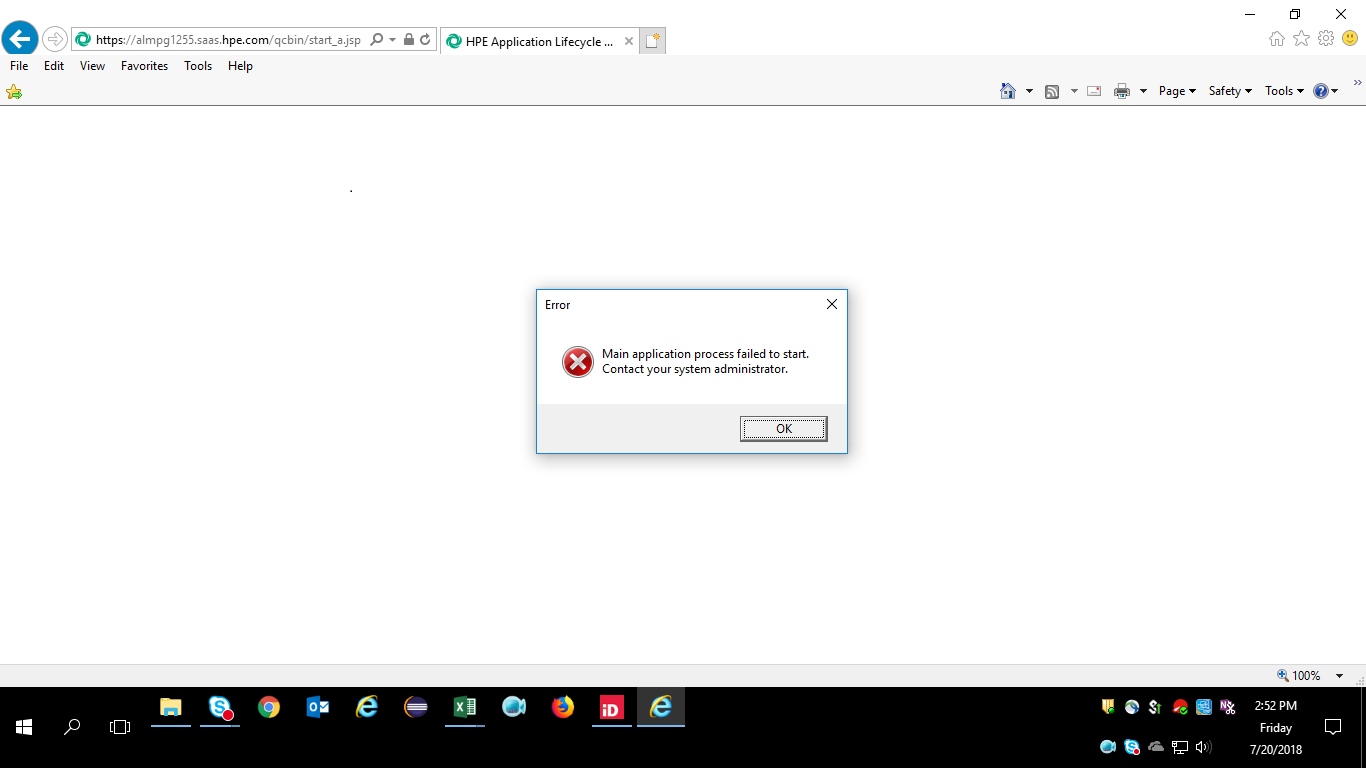 https://almpg1255.saas.hpe.com/qcbin/start_a.jsp
HPE Application Lifecycle ...
File Edit View Favorites Tools Help
Page Safety Tools
Error
Main application process failed to start.
Contact your system administrator.
OK
100%
iD
2:52 PM
Friday
7/20/2018